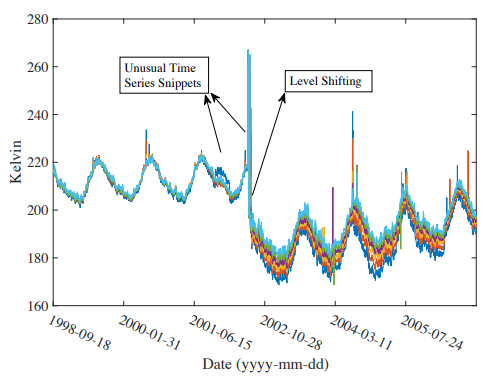 280
260
240
220
200
180
160
Kelvin
Unusual Time
Series Snippets
Level Shifting
1998-09-18
2000-01-31
2001-06-15
2002-10-28
2004-03-11
2005-07-24
Date (yyyy-mm-dd)